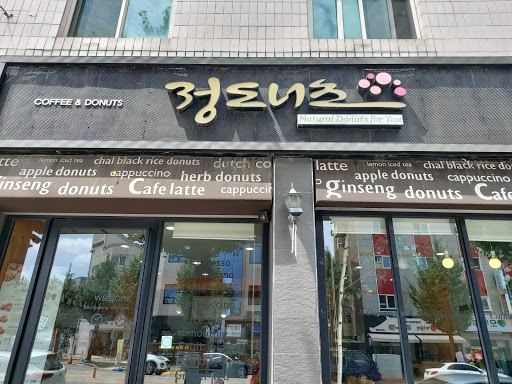 COFFEE & DONUTS
정도너츠
Natural Donuts for You
latte
lemon iced tea
chal black rice donuts
dutch co
apple donuts
cappuccino
herb donuts
ginseng donuts
Cafe latte
cappuccino
latte
lemon iced tea
chal black rice donuts
apple donuts
cappuccino
ginseng donuts
Cafe
WELCOME